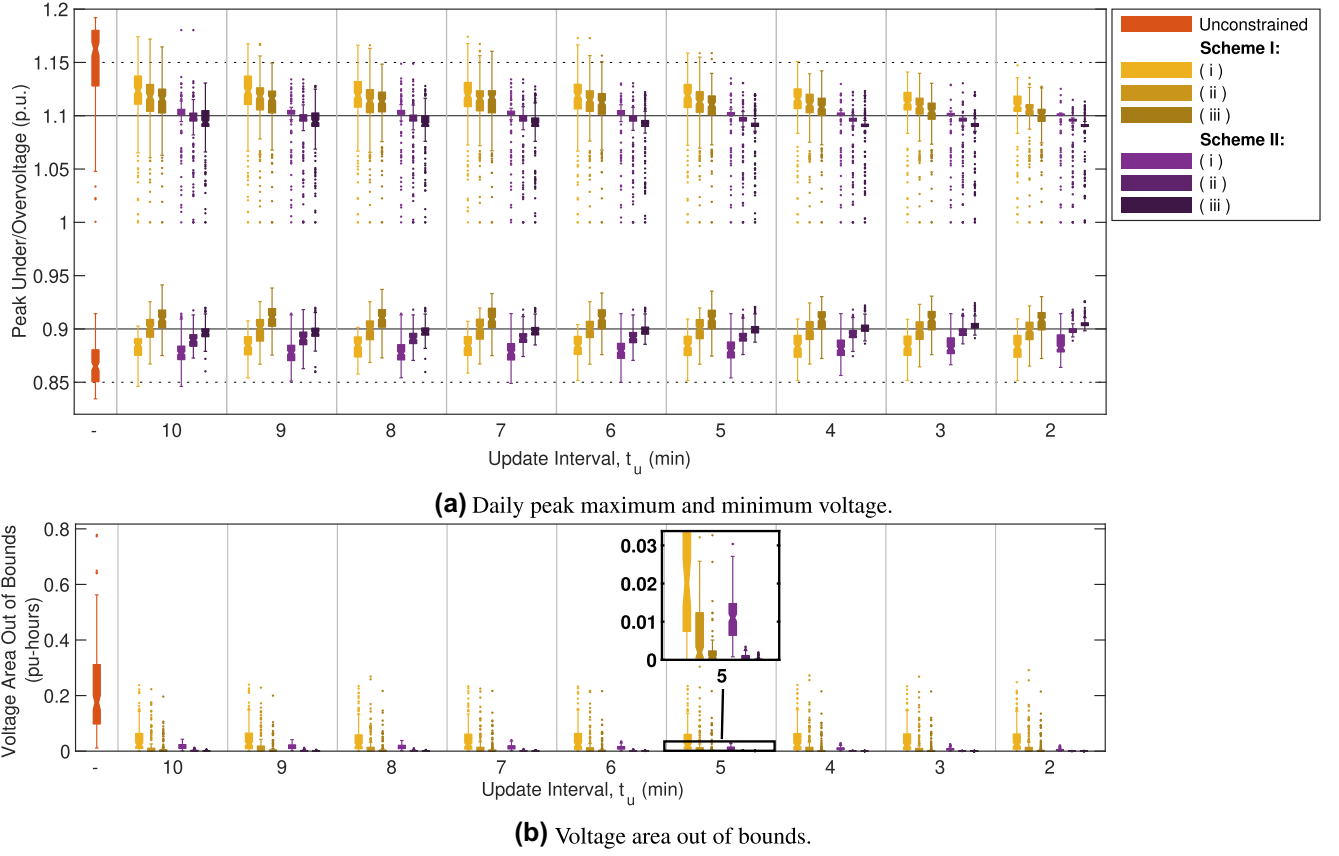 Peak Under/Overvoltage (p.u.)
1.2
1.15
1.1
1.05
1
0.95
0.9
0.85
- 10 9 8 7 6 5 4 3 2
Update Interval, t_u (min)
Unconstrained
Scheme I:
( i )
( ii )
( iii )
Scheme II:
( i )
( ii )
( iii )
(a) Daily peak maximum and minimum voltage.
Voltage Area Out of Bounds
(pu-hours)
0.8
0.6
0.4
0.2
0
0.03
0.02
0.01
0
5
- 10 9 8 7 6 5 4 3 2
Update Interval, t_u (min)
(b) Voltage area out of bounds.